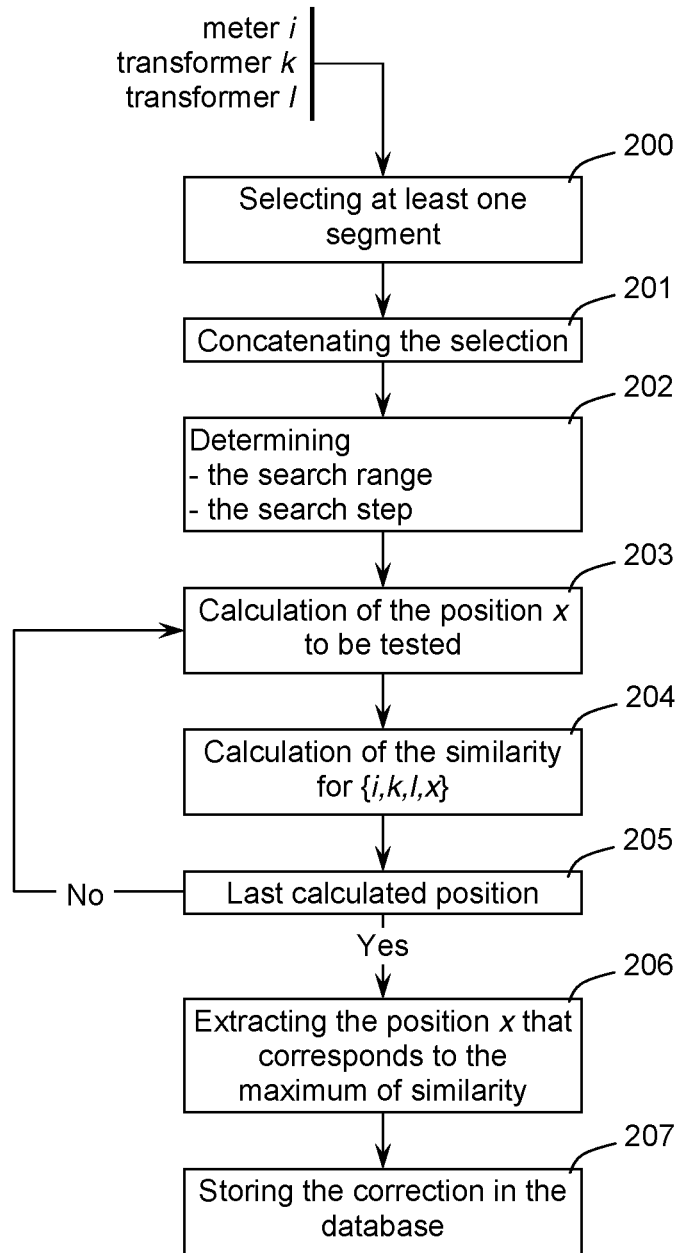 meter i
transformer k
transformer l
200
Selecting at least one
segment
201
Concatenating the selection
202
Determining
- the search range
- the search step
203
Calculation of the position x
to be tested
204
Calculation of the similarity
for {i,k,l,x}
205
Last calculated position
No
Yes
206
Extracting the position x that
corresponds to the
maximum of similarity
207
Storing the correction in the
database